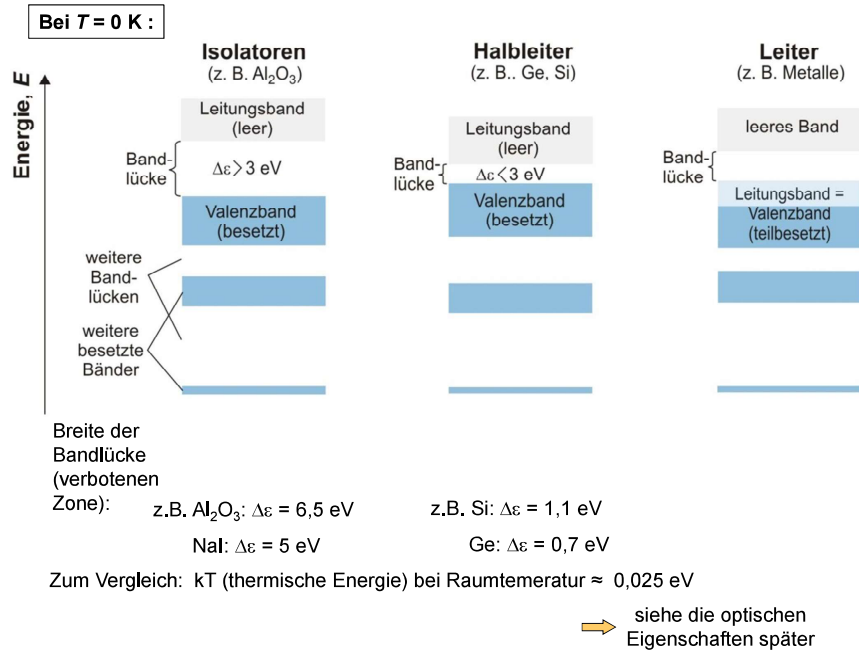 Bei T = 0 K :
Isolatoren
(z. B. Al₂O₃)
Halbleiter
(z. B.. Ge, Si)
Leiter
(z. B. Metalle)
Energie, E
Leitungsband
(leer)
Band-
lücke
Δε > 3 eV
Valenzband
(besetzt)
weitere
Band-
lücken
weitere
besetzte
Bänder
Leitungsband
(leer)
Band-
lücke
Δε < 3 eV
Valenzband
(besetzt)
leeres Band
Band-
lücke
Leitungsband =
Valenzband
(teilbesetzt)
Breite der
Bandlücke
(verbotenen
Zone):
z.B. Al₂O₃: Δε = 6,5 eV
z.B. Si: Δε = 1,1 eV
NaI: Δε = 5 eV
Ge: Δε = 0,7 eV
Zum Vergleich: kT (thermische Energie) bei Raumtemeratur ≈ 0,025 eV
siehe die optischen
Eigenschaften später